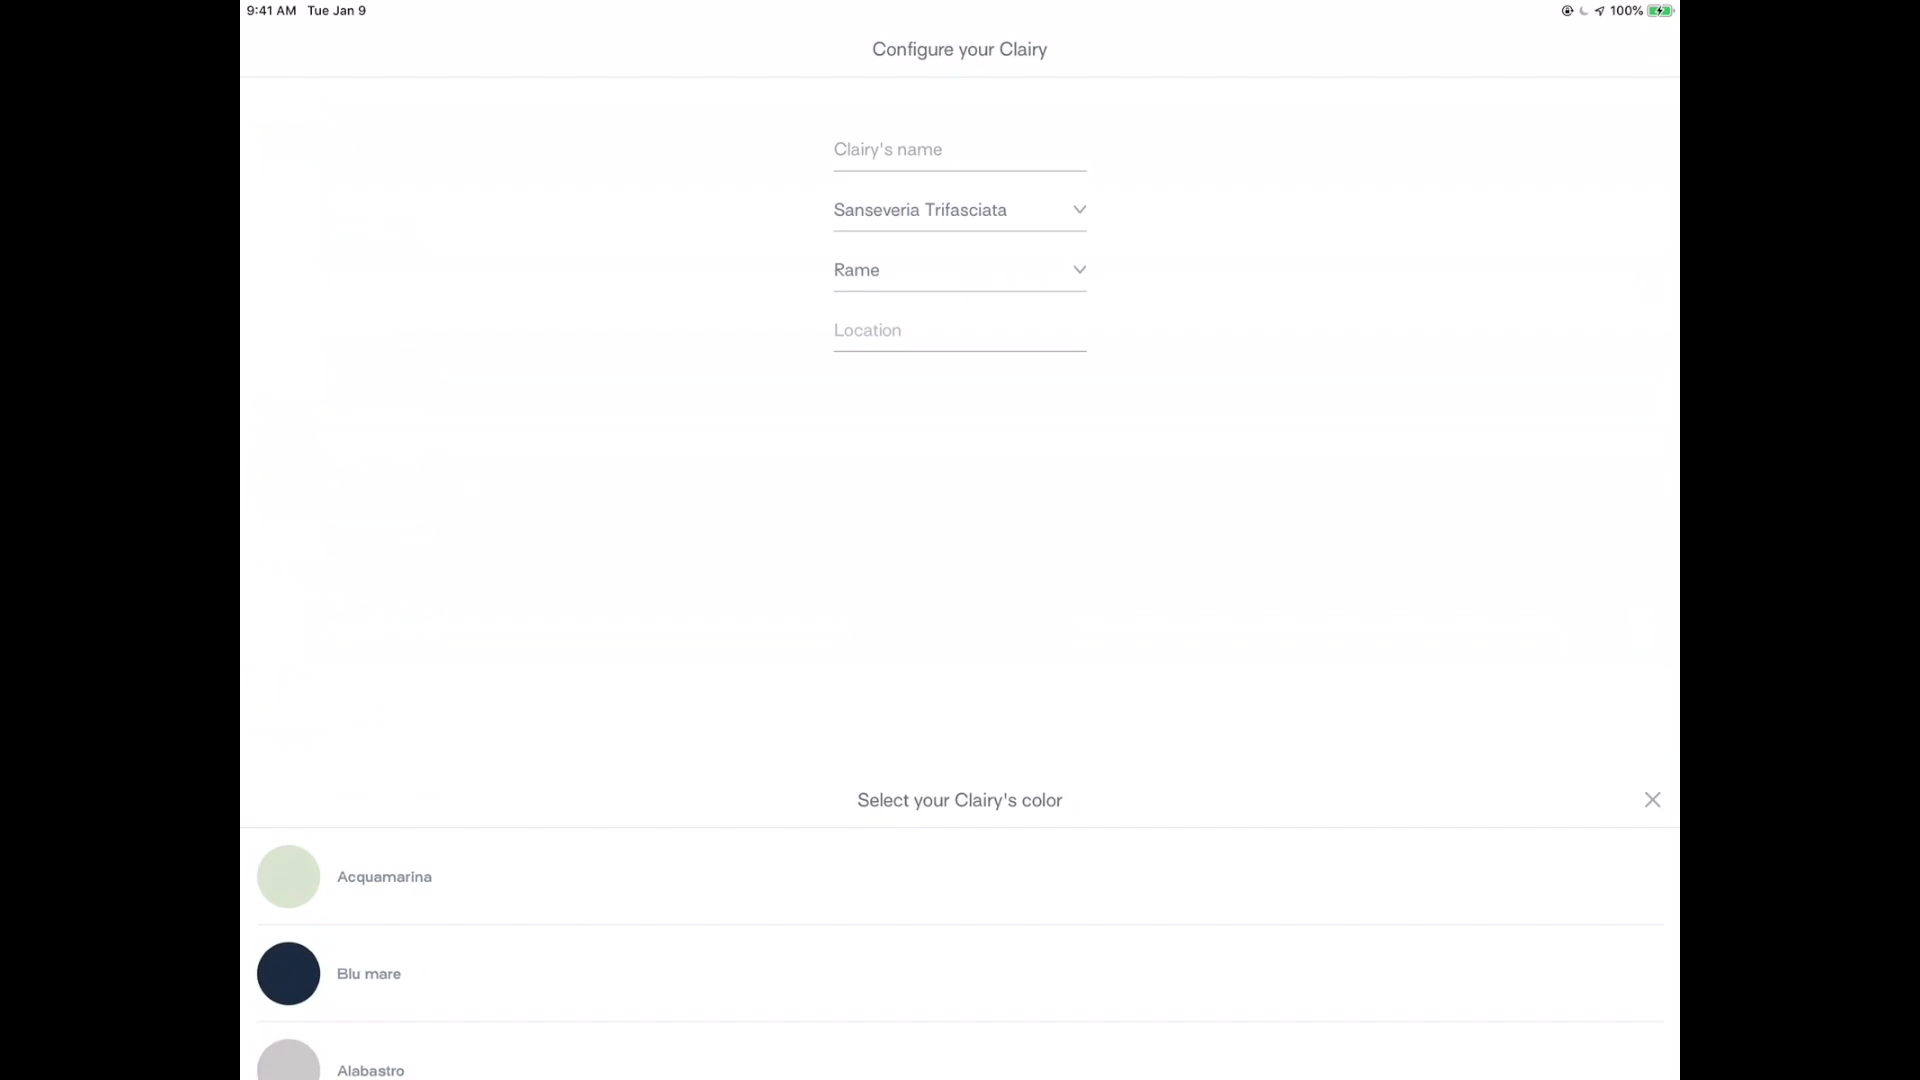 9:41 AM Tue Jan 9
100%
Configure your Clairy
Clairy's name
Sanseveria Trifasciata
Rame
Location
Select your Clairy's color
Acquamarina
Blu mare
Alabastro